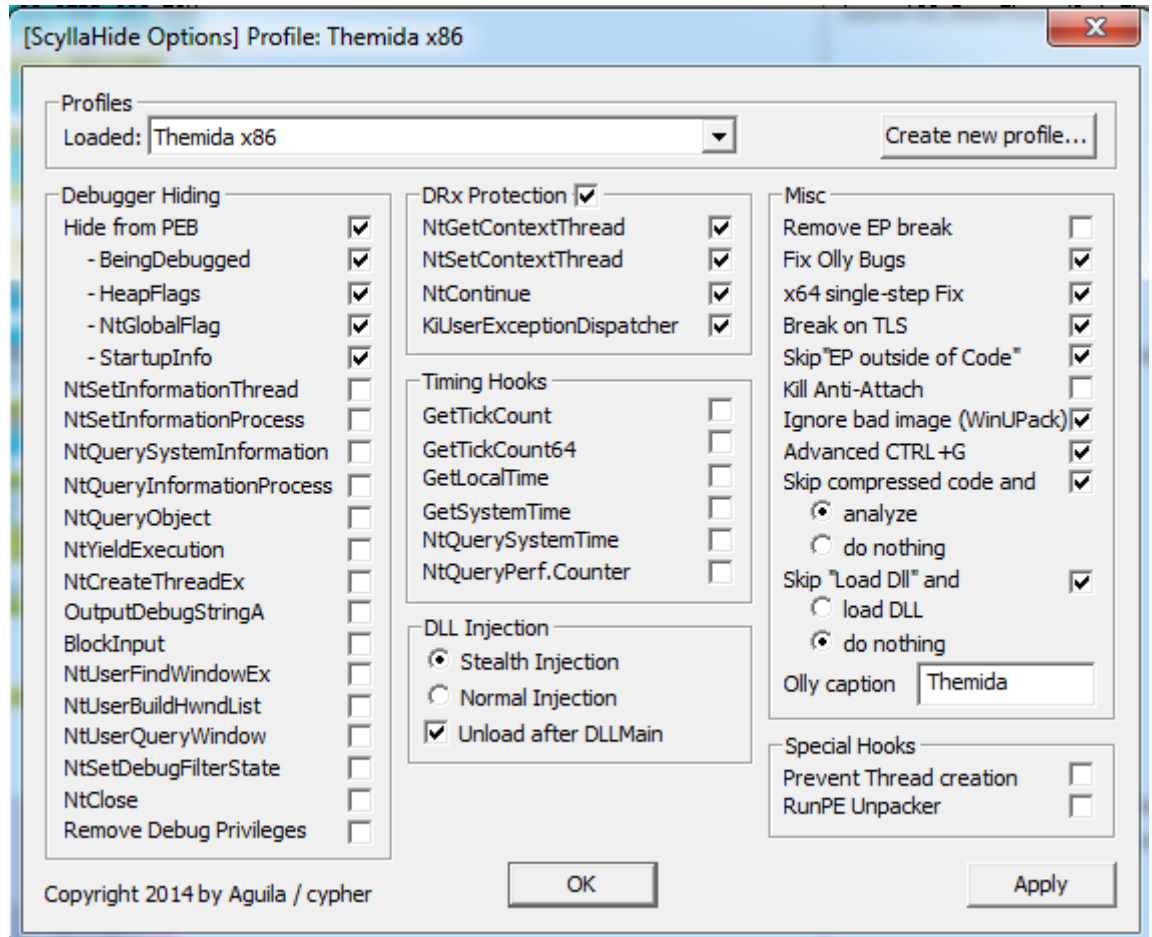 [ScyllaHide Options] Profile: Themida x86
Profiles
Loaded: Themida x86
Create new profile...
Debugger Hiding
Hide from PEB
- BeingDebugged
- HeapFlags
- NtGlobalFlag
- StartupInfo
NtSetInformationThread
NtSetInformationProcess
NtQuerySystemInformation
NtQueryInformationProcess
NtQueryObject
NtYieldExecution
NtCreateThreadEx
OutputDebugStringA
BlockInput
NtUserFindWindowEx
NtUserBuildHwndList
NtUserQueryWindow
NtSetDebugFilterState
NtClose
Remove Debug Privileges
DRx Protection
NtGetContextThread
NtSetContextThread
NtContinue
KiUserExceptionDispatcher
Timing Hooks
GetTickCount
GetTickCount64
GetLocalTime
GetSystemTime
NtQuerySystemTime
NtQueryPerf.Counter
DLL Injection
Stealth Injection
Normal Injection
Unload after DLLMain
Misc
Remove EP break
Fix Olly Bugs
x64 single-step Fix
Break on TLS
Skip"EP outside of Code"
Kill Anti-Attach
Ignore bad image (WinUPack)
Advanced CTRL+G
Skip compressed code and
analyze
do nothing
Skip "Load Dll" and
load DLL
do nothing
Olly caption Themida
Special Hooks
Prevent Thread creation
RunPE Unpacker
Copyright 2014 by Aguila / cypher
OK
Apply